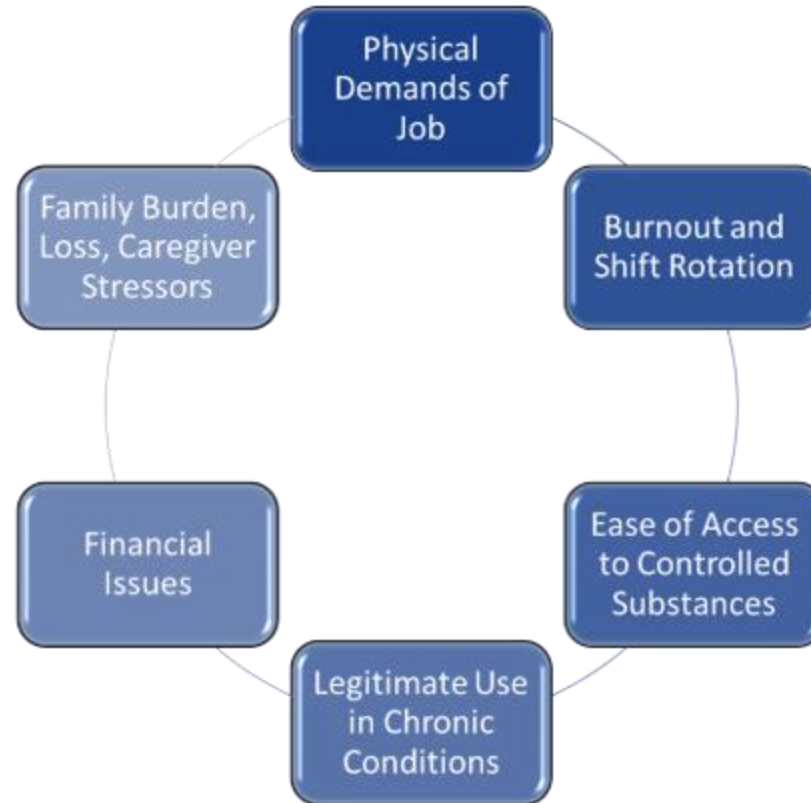 Physical
Demands of
Job
Burnout and
Shift Rotation
Ease of Access
to Controlled
Substances
Legitimate Use
in Chronic
Conditions
Financial
Issues
Family Burden,
Loss, Caregiver
Stressors